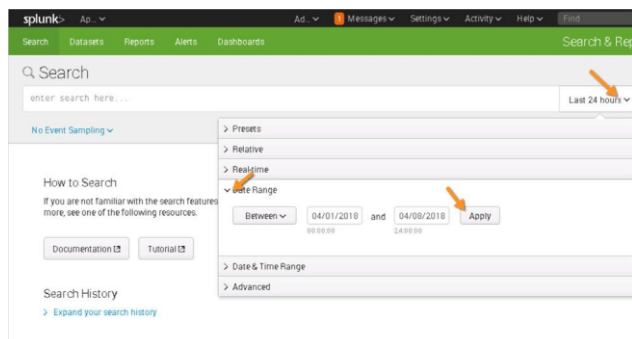 splunk> Ap.. Ad.. 1 Messages Settings Activity Help Find
Search Datasets Reports Alerts Dashboards Search & Rep
Search
enter search here... Last 24 hours
No Event Sampling
> Presets
> Relative
> Real-time
Date Range
Between 04/01/2018 and 04/08/2018 Apply
00:00:00 24:00:00
> Date & Time Range
> Advanced
How to Search
If you are not familiar with the search features
more, see one of the following resources.
Documentation Tutorial
Search History
> Expand your search history